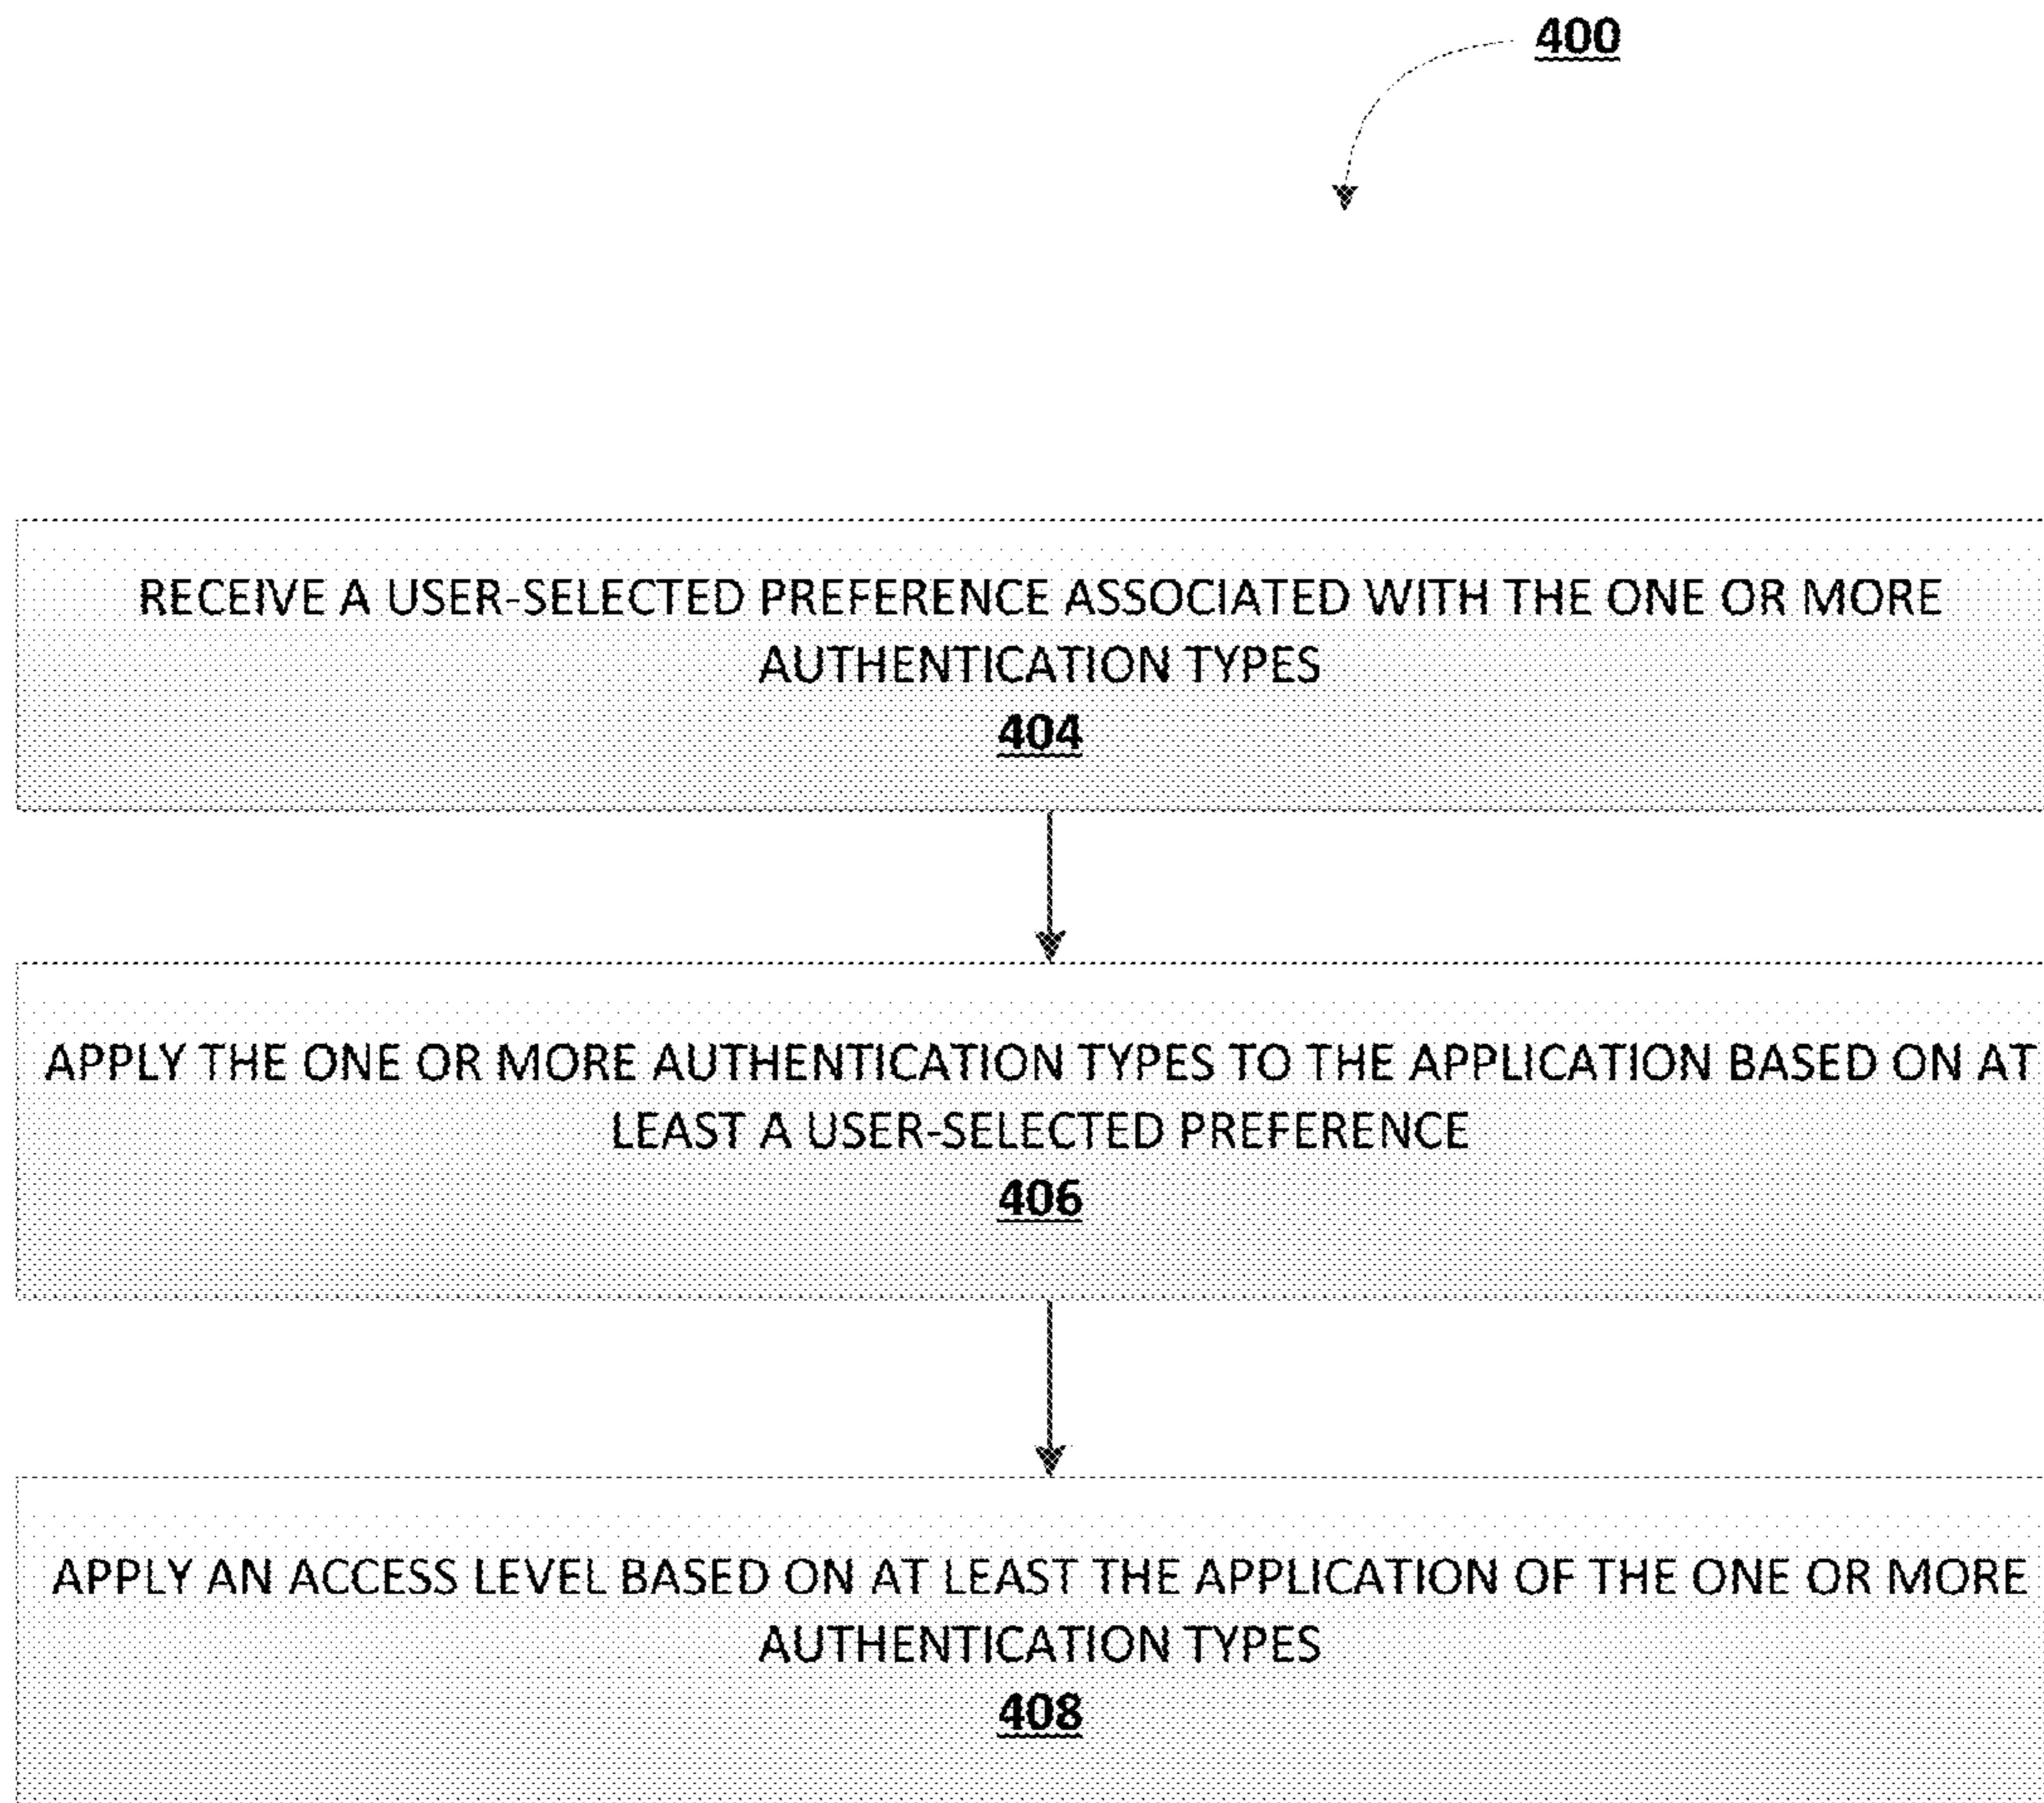 400
RECEIVE A USER-SELECTED PREFERENCE ASSOCIATED WITH THE ONE OR MORE
AUTHENTICATION TYPES
404
APPLY THE ONE OR MORE AUTHENTICATION TYPES TO THE APPLICATION BASED ON AT
LEAST A USER-SELECTED PREFERENCE
406
APPLY AN ACCESS LEVEL BASED ON AT LEAST THE APPLICATION OF THE ONE OR MORE
AUTHENTICATION TYPES
408